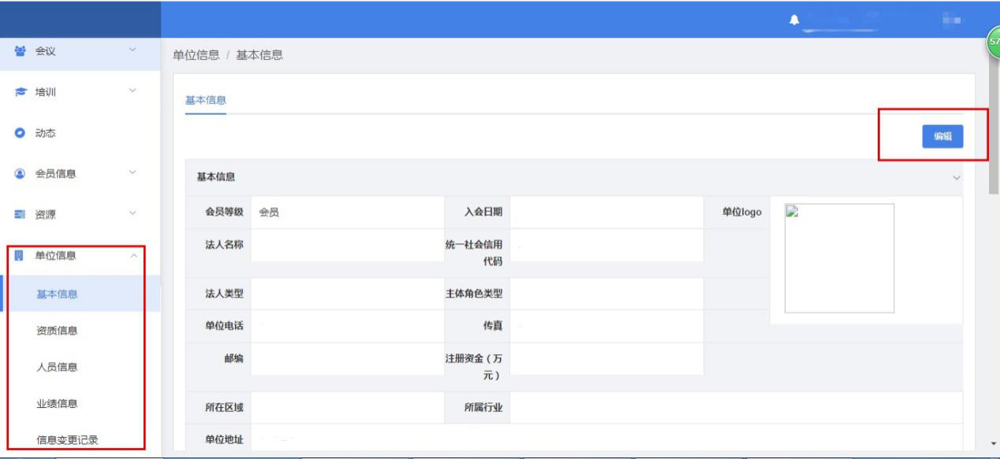 会议
培训
动态
会员信息
资源
单位信息
基本信息
资质信息
人员信息
业绩信息
信息变更记录
单位信息 / 基本信息
基本信息
编辑
基本信息
会员等级 会员 入会日期 单位logo
法人名称 统一社会信用
代码
法人类型 主体角色类型
单位电话 传真
邮编 注册资金（万
元）
所在区域 所属行业
单位地址
57